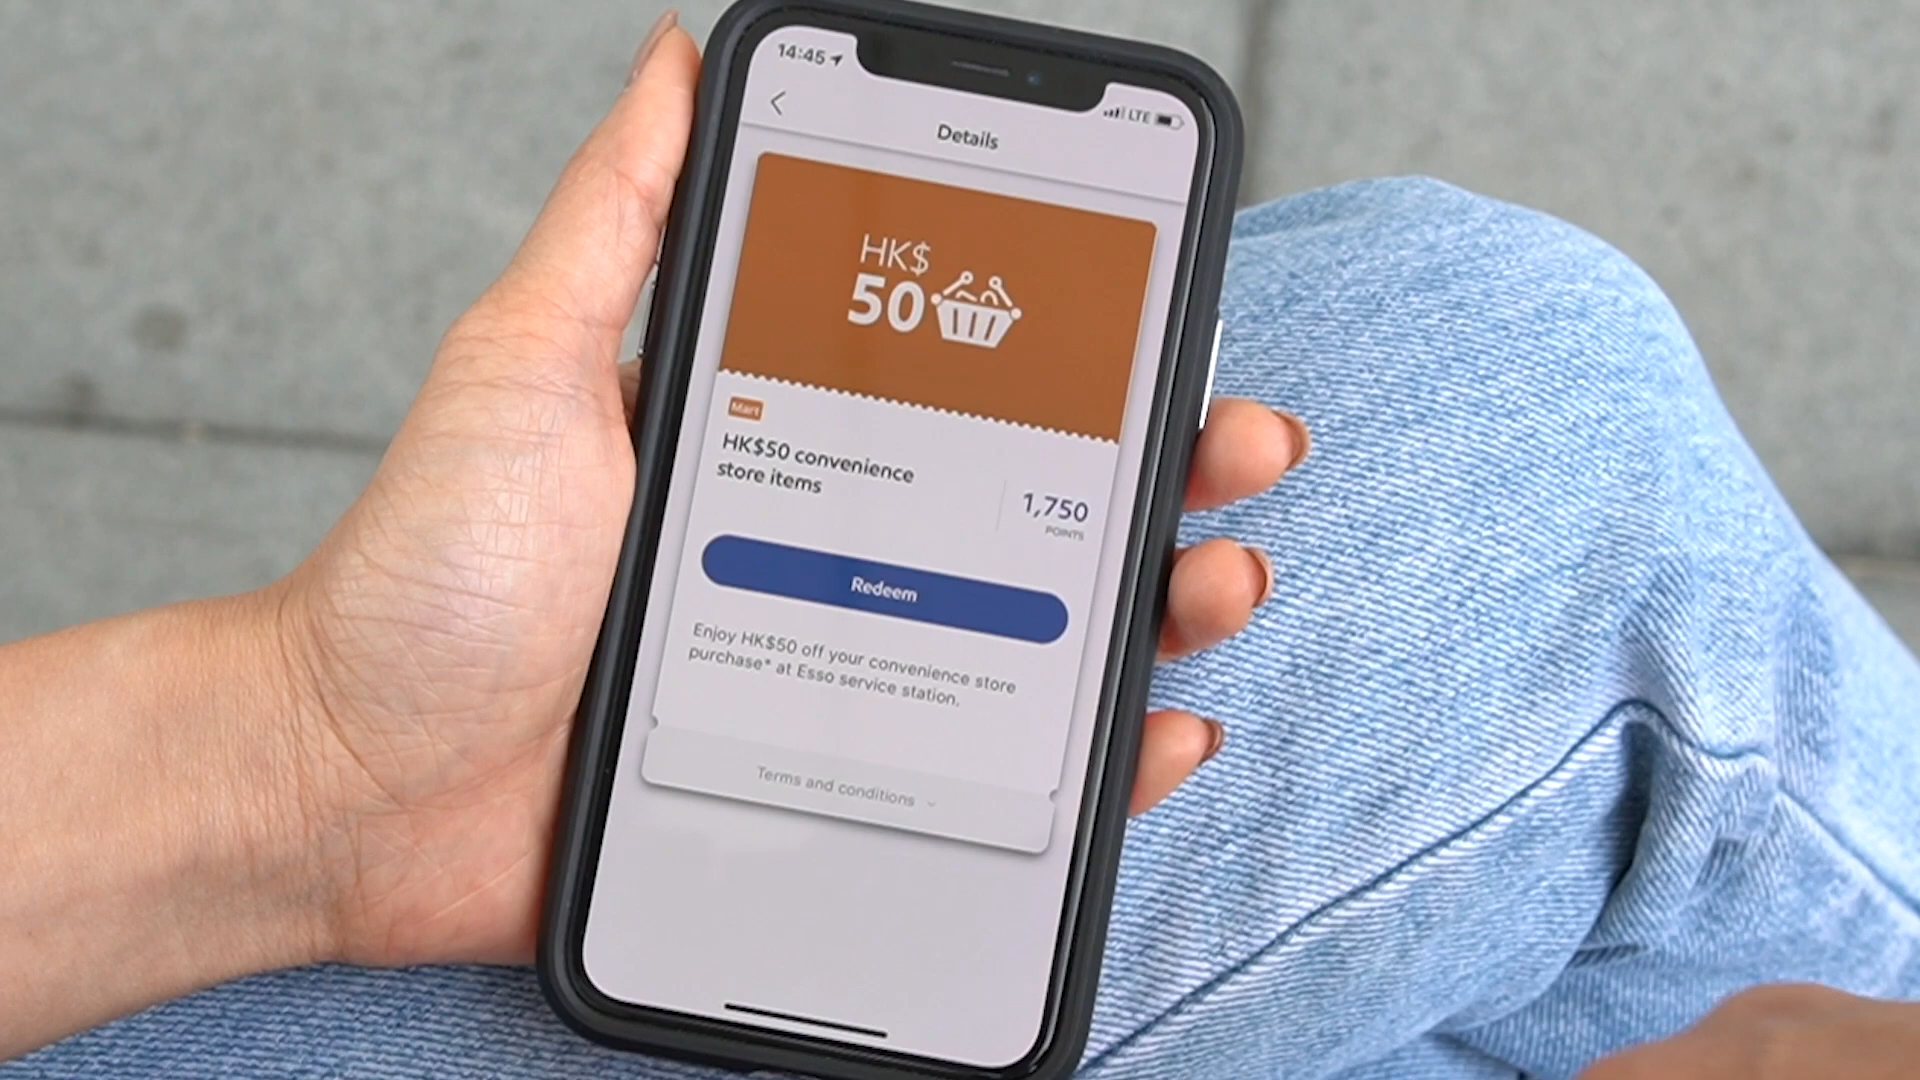 14:45
LTE
Details
HK$
50
Mart
HK$50 convenience
store items
1,750
POINTS
Redeem
Enjoy HK$50 off your convenience store
purchase* at Esso service station.
Terms and conditions